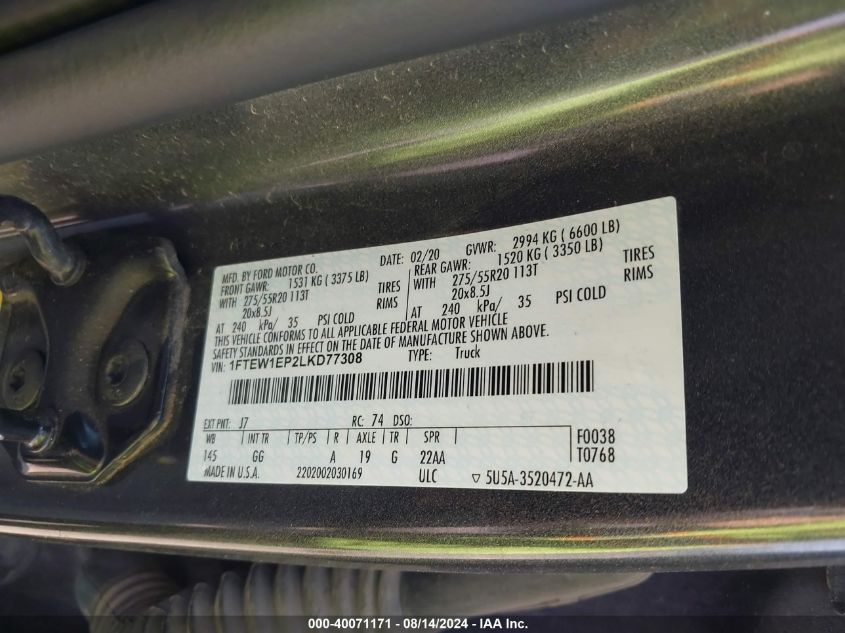 MFD. BY FORD MOTOR CO. DATE: 02/20 GVWR: 2994 KG ( 6600 LB)
FRONT GAWR: 1531 KG ( 3375 LB) REAR GAWR: 1520 KG ( 3350 LB)
WITH 275/55R20 113T TIRES WITH 275/55R20 113T TIRES
20x8.5J RIMS 20x8.5J RIMS
AT 240 kPa/ 35 PSI COLD AT 240 kPa/ 35 PSI COLD
THIS VEHICLE CONFORMS TO ALL APPLICABLE FEDERAL MOTOR VEHICLE
SAFETY STANDARDS IN EFFECT ON THE DATE OF MANUFACTURE SHOWN ABOVE.
VIN: 1FTEW1EP2LKD77308 TYPE: Truck
EXT PNT: J7 RC: 74 DSO:
WB INT TR TP/PS R AXLE TR SPR F0038
145 GG A 19 G 22AA T0768
MADE IN U.S.A. 2202002030169 ULC ▽ 5U5A-3520472-AA
000-40071171 - 08/14/2024 - IAA Inc.